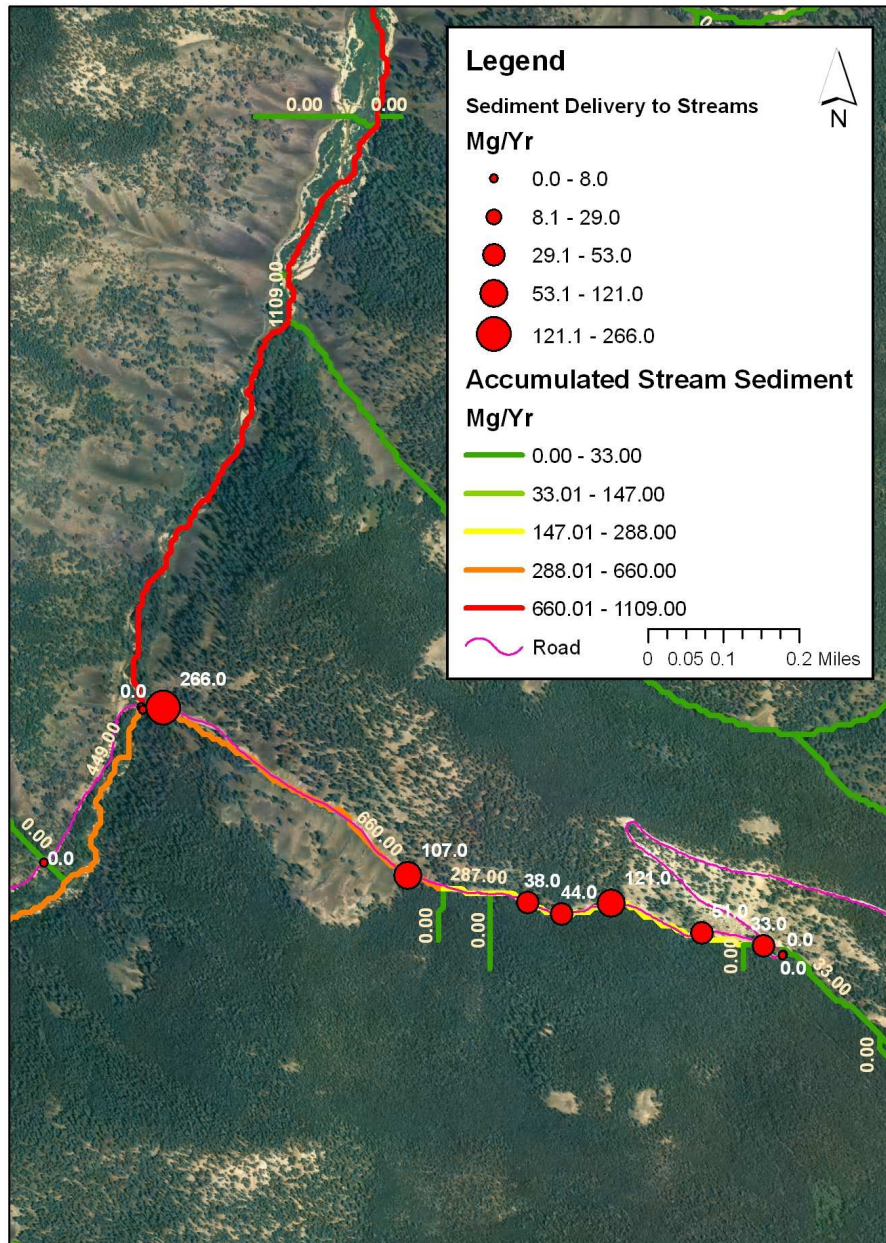 Legend
Sediment Delivery to Streams
Mg/Yr
0.0 - 8.0
8.1 - 29.0
29.1 - 53.0
53.1 - 121.0
121.1 - 266.0
Accumulated Stream Sediment
Mg/Yr
0.00 - 33.00
33.01 - 147.00
147.01 - 288.00
288.01 - 660.00
660.01 - 1109.00
Road
0 0.05 0.1 0.2 Miles
N
0.00 0.00
1109.00
0.0 266.0
449.00
0.00
0.0
660.00
107.0
287.00
38.0
44.0
121.0
51.0
33.0
0.0
0.0
33.00
0.00
0.00
0.00
0.00